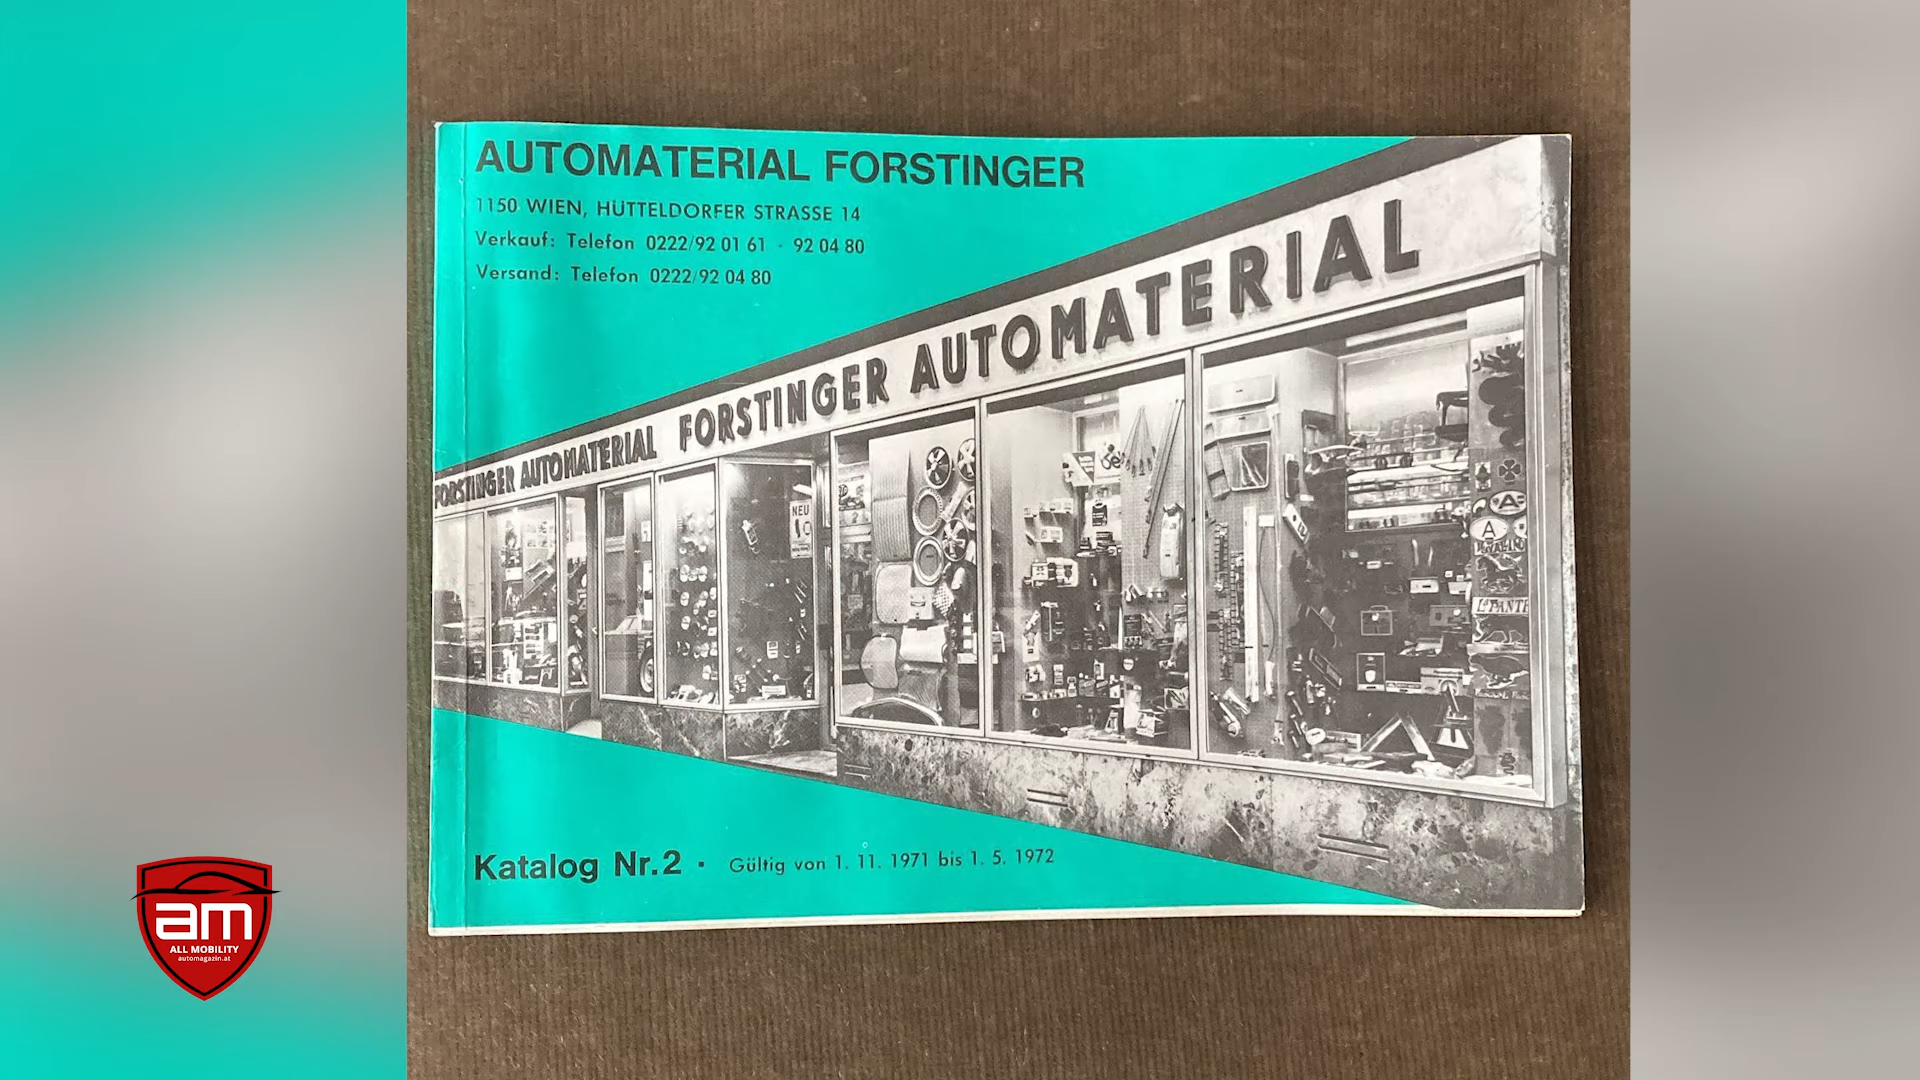 AUTOMATERIAL FORSTINGER
1150 WIEN, HÜTTELDORFER STRASSE 14
Verkauf: Telefon 0222/92 01 61 · 92 04 80
Versand: Telefon 0222/92 04 80
FORSTINGER AUTOMATERIAL FORSTINGER AUTOMATERIAL
NEU
A
A
Katalog Nr. 2 · Gültig von 1. 11. 1971 bis 1. 5. 1972
am
ALL MOBILITY
automagazin.at